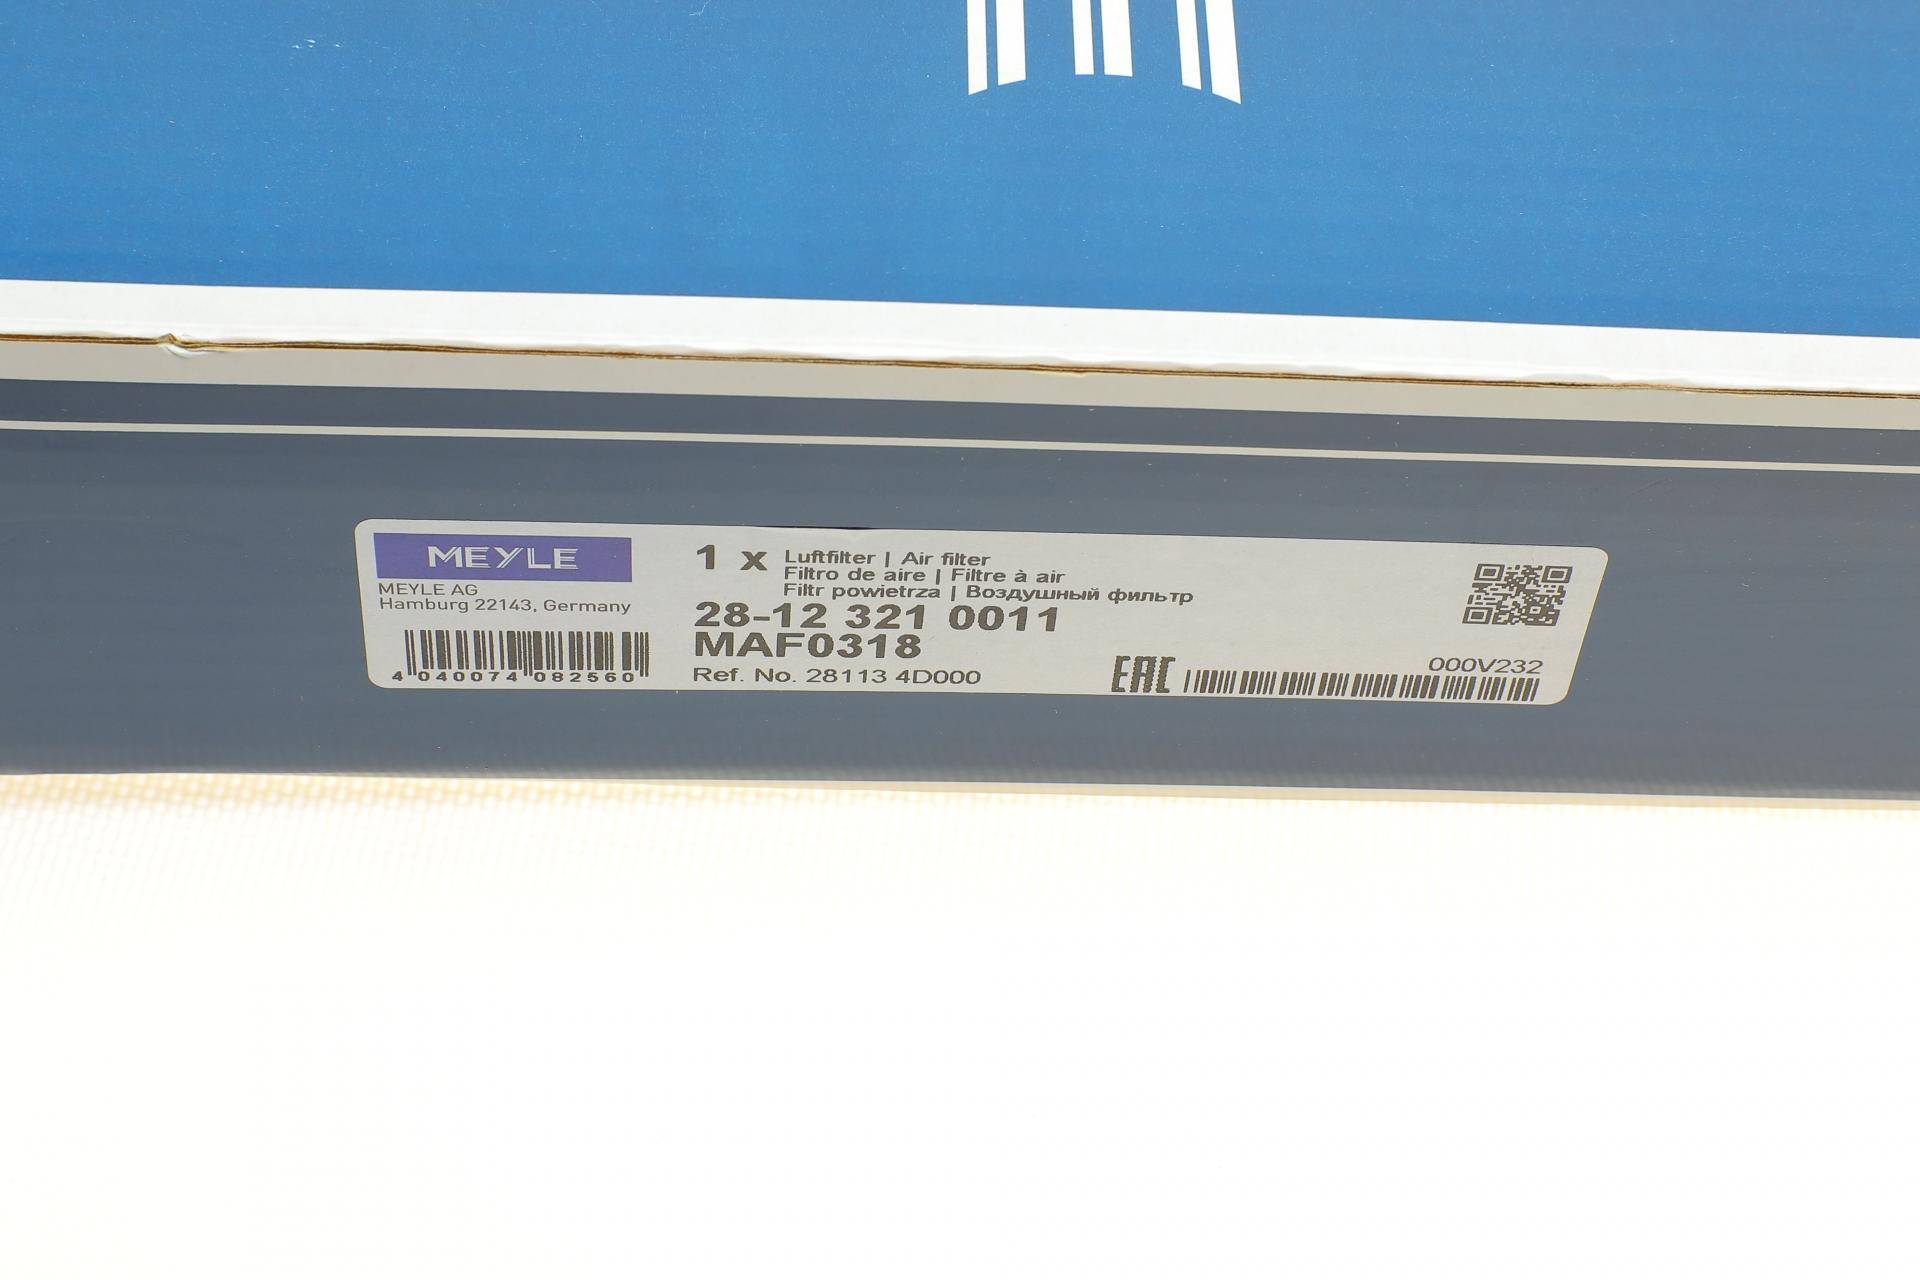 MEYLE
MEYLE AG
Hamburg 22143, Germany
4 040074 082560
1 x Luftfilter | Air filter
Filtro de aire | Filtre à air
Filtr powietrza | Воздушный фильтр
28-12 321 0011
MAF0318
Ref. No. 28113 4D000
EAC
000V232